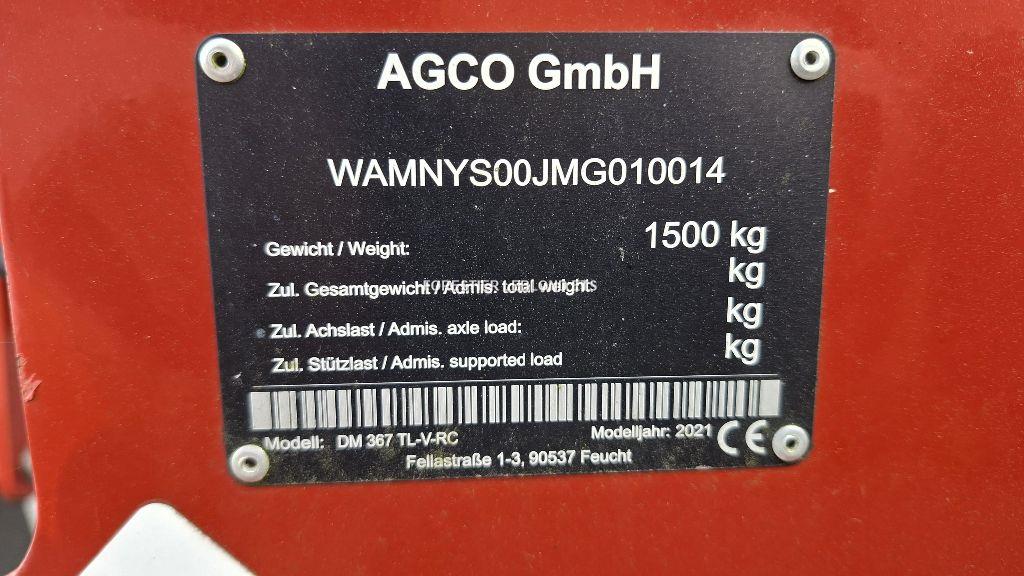 AGCO GmbH
WAMNYS00JMG010014
Gewicht / Weight: 1500 kg
Zul. Gesamtgewicht / Admis. total weight: kg
Zul. Achslast / Admis. axle load: kg
Zul. Stützlast / Admis. supported load kg
Modell: DM 367 TL-V-RC Modelljahr: 2021 CE
Fellastraße 1-3, 90537 Feucht